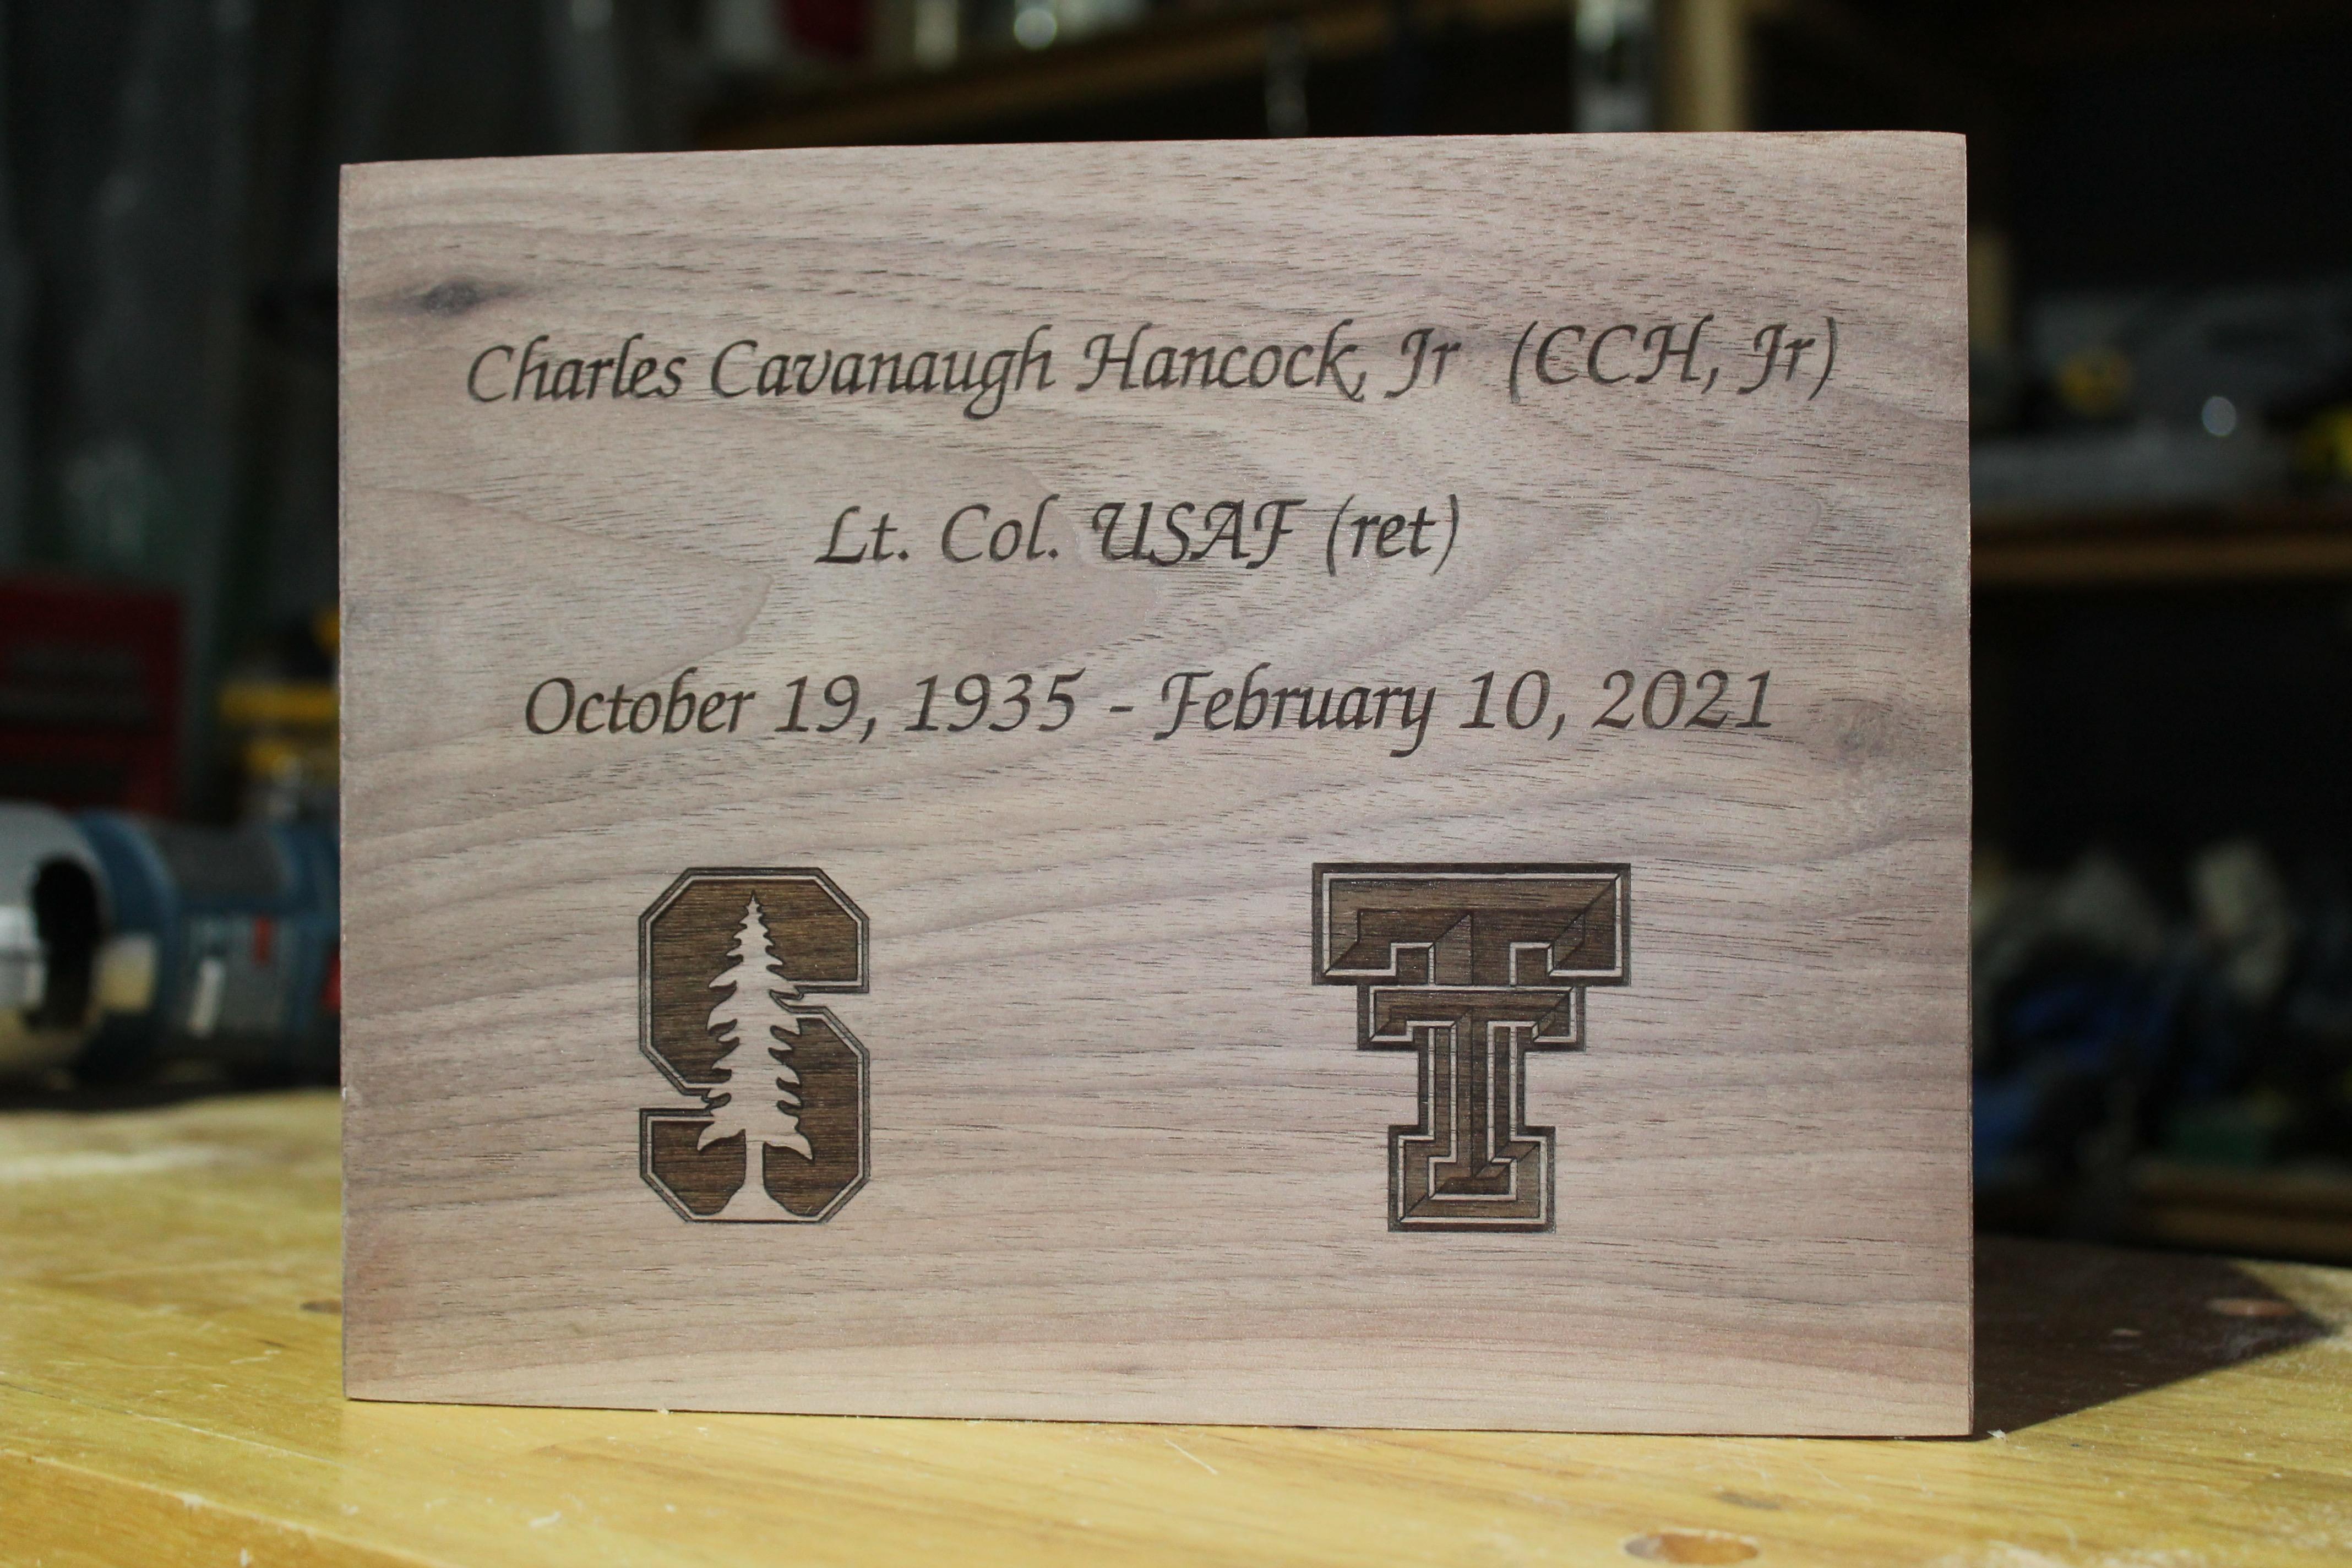 Charles Cavanaugh Hancock, Jr (CCH, Jr)
Lt. Col. USAF (ret)
October 19, 1935 - February 10, 2021
S T